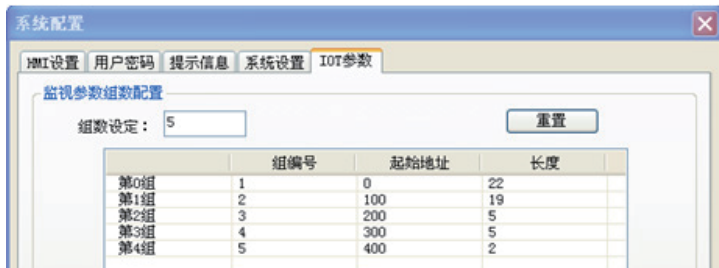 系统配置
HMI设置 用户密码 提示信息 系统设置 IOT参数
监视参数组数配置
组数设定： 5 重置
组编号 起始地址 长度
第0组 1 0 22
第1组 2 100 19
第2组 3 200 5
第3组 4 300 5
第4组 5 400 2